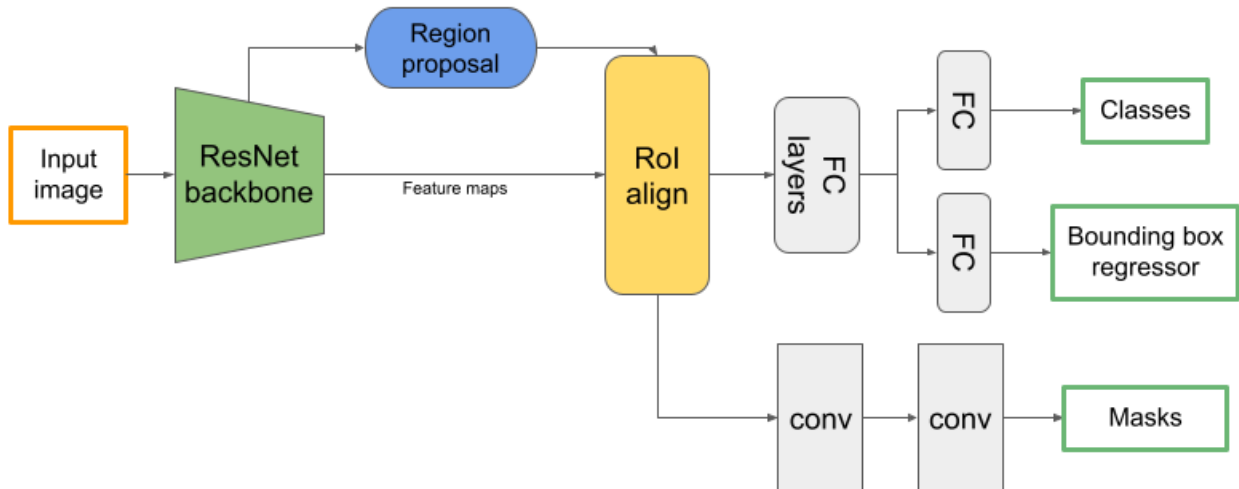 Region
proposal
Input
image
ResNet
backbone
Feature maps
RoI
align
FC
layers
FC
Classes
FC
Bounding box
regressor
conv
conv
Masks